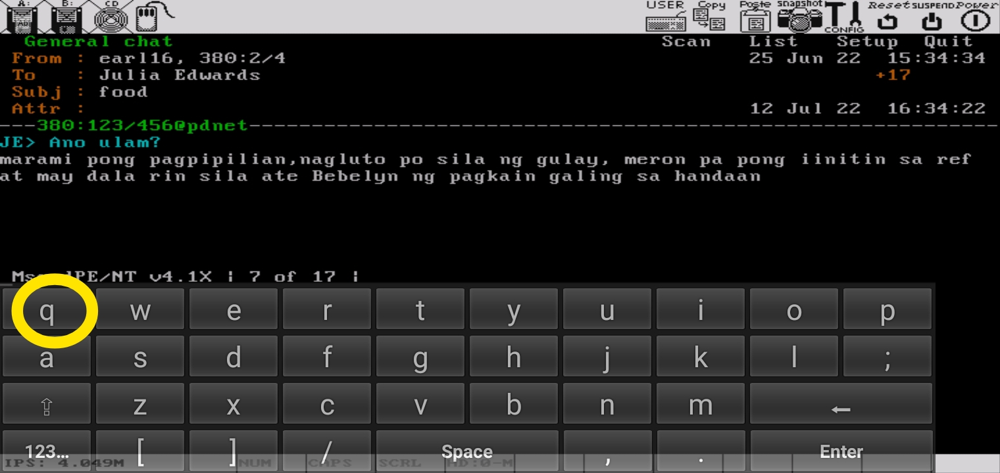 A: B: CD USER Copy Paste snapshot CONFIG Reset SUSPEND Power
General chat Scan List Setup Quit
From : earl16, 380:2/4 25 Jun 22 15:34:34
To : Julia Edwards +17
Subj : food
Attr : 12 Jul 22 16:34:22
---380:123/456@pdnet---
JE> Ano ulam?
marami pong pagpipilian,nagluto po sila ng gulay, meron pa pong iinitin sa ref
at may dala rin sila ate Bebelyn ng pagkain galing sa handaan
PE/NT v4.1X | 7 of 17 |
q w e r t y u i o p
a s d f g h j k l ;
⇧ z x c v b n m ←
123... [ ] / Space , . Enter
IPS: 4.049M NUM CAPS SCRL HD:0-M